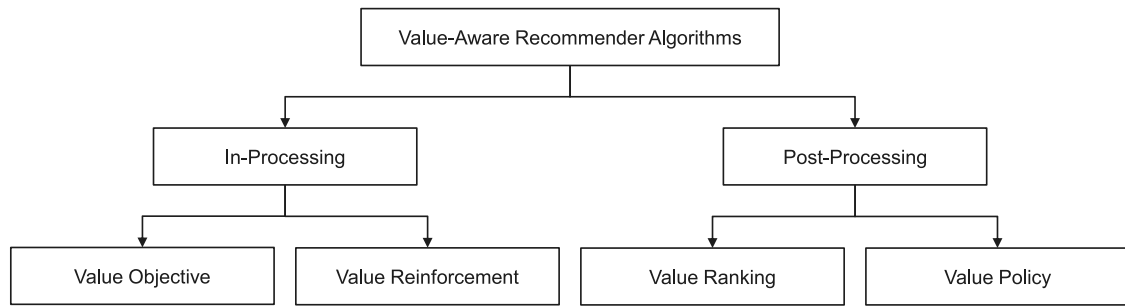 Value-Aware Recommender Algorithms
In-Processing
Post-Processing
Value Objective
Value Reinforcement
Value Ranking
Value Policy